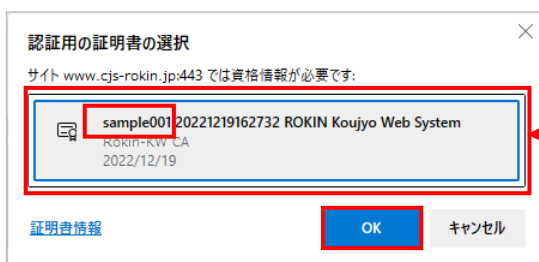 認証用の証明書の選択
サイト www.cjs-rokin.jp:443 では資格情報が必要です:
sample001 20221219162732 ROKIN Koujyo Web System
Rokin-KW CA
2022/12/19
証明書情報
OK
キャンセル